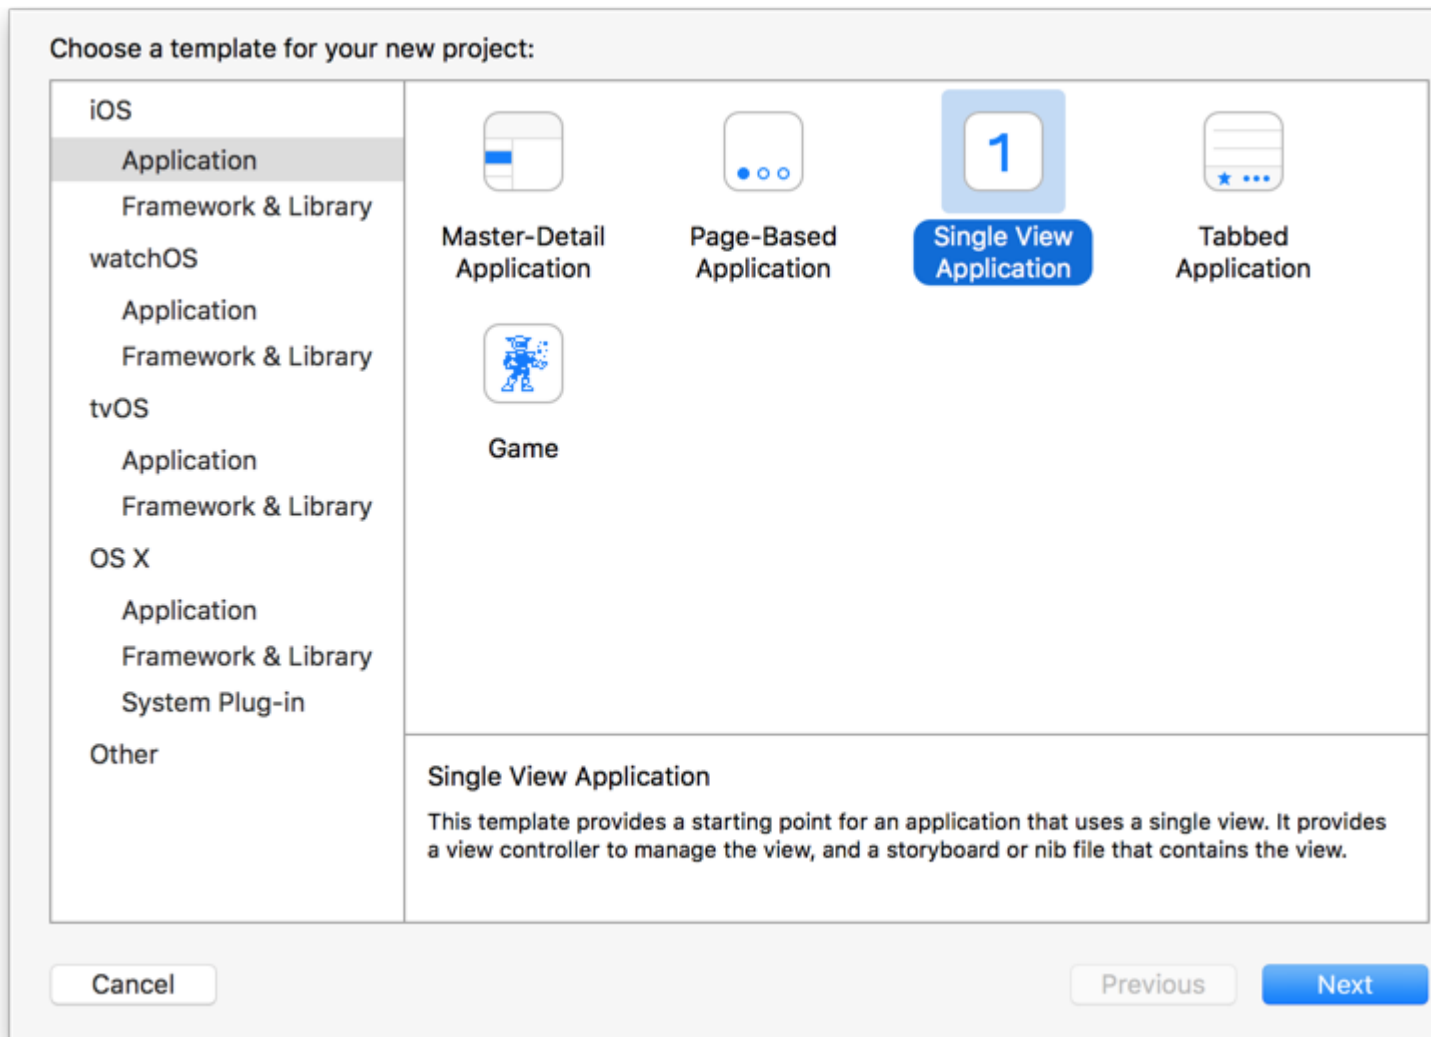 Choose a template for your new project:
iOS
Application
Framework & Library
watchOS
Application
Framework & Library
tvOS
Application
Framework & Library
OS X
Application
Framework & Library
System Plug-in
Other
Master-Detail
Application
Page-Based
Application
1
Single View
Application
Tabbed
Application
Game
Single View Application
This template provides a starting point for an application that uses a single view. It provides
a view controller to manage the view, and a storyboard or nib file that contains the view.
Cancel
Previous
Next